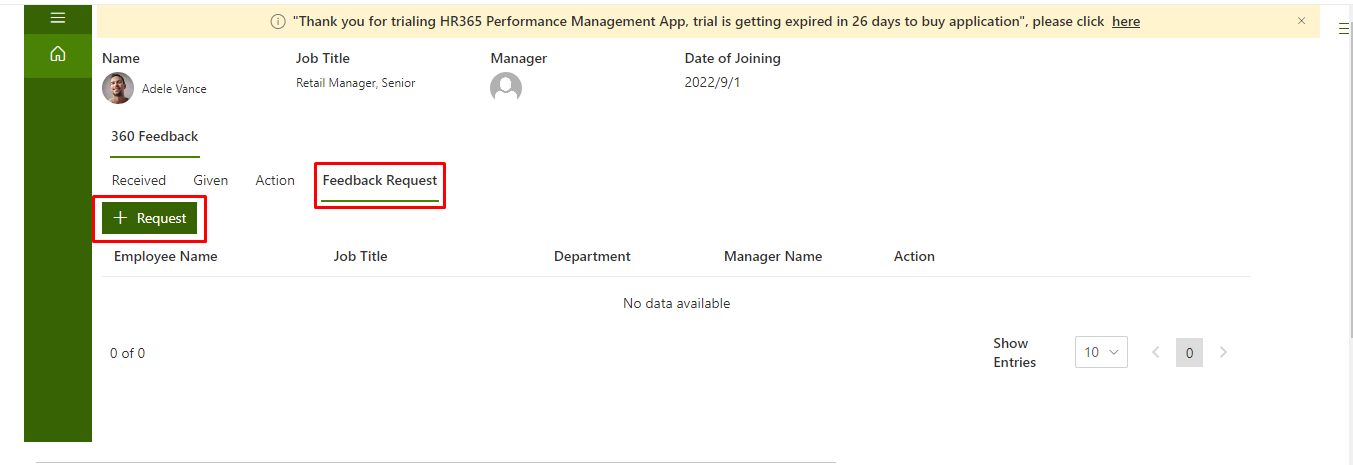 "Thank you for trialing HR365 Performance Management App, trial is getting expired in 26 days to buy application", please click here
Name Job Title Manager Date of Joining
Adele Vance Retail Manager, Senior 2022/9/1
360 Feedback
Received Given Action Feedback Request
+ Request
Employee Name Job Title Department Manager Name Action
No data available
0 of 0 Show Entries 10 0